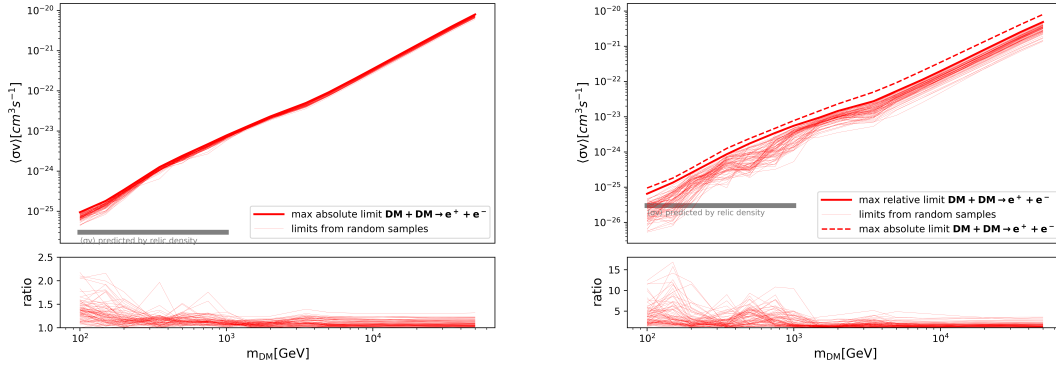 10⁻²⁰
10⁻²¹
10⁻²²
10⁻²³
10⁻²⁴
10⁻²⁵
⟨σv⟩[cm³s⁻¹]
max absolute limit DM + DM → e⁺ + e⁻
limits from random samples
⟨σv⟩ predicted by relic density
2.5
2.0
1.5
1.0
ratio
10² 10³ 10⁴
m_DM[GeV]
10⁻²⁰
10⁻²¹
10⁻²²
10⁻²³
10⁻²⁴
10⁻²⁵
10⁻²⁶
⟨σv⟩[cm³s⁻¹]
max relative limit DM + DM → e⁺ + e⁻
limits from random samples
max absolute limit DM + DM → e⁺ + e⁻
⟨σv⟩ predicted by relic density
15
10
5
ratio
10² 10³ 10⁴
m_DM[GeV]